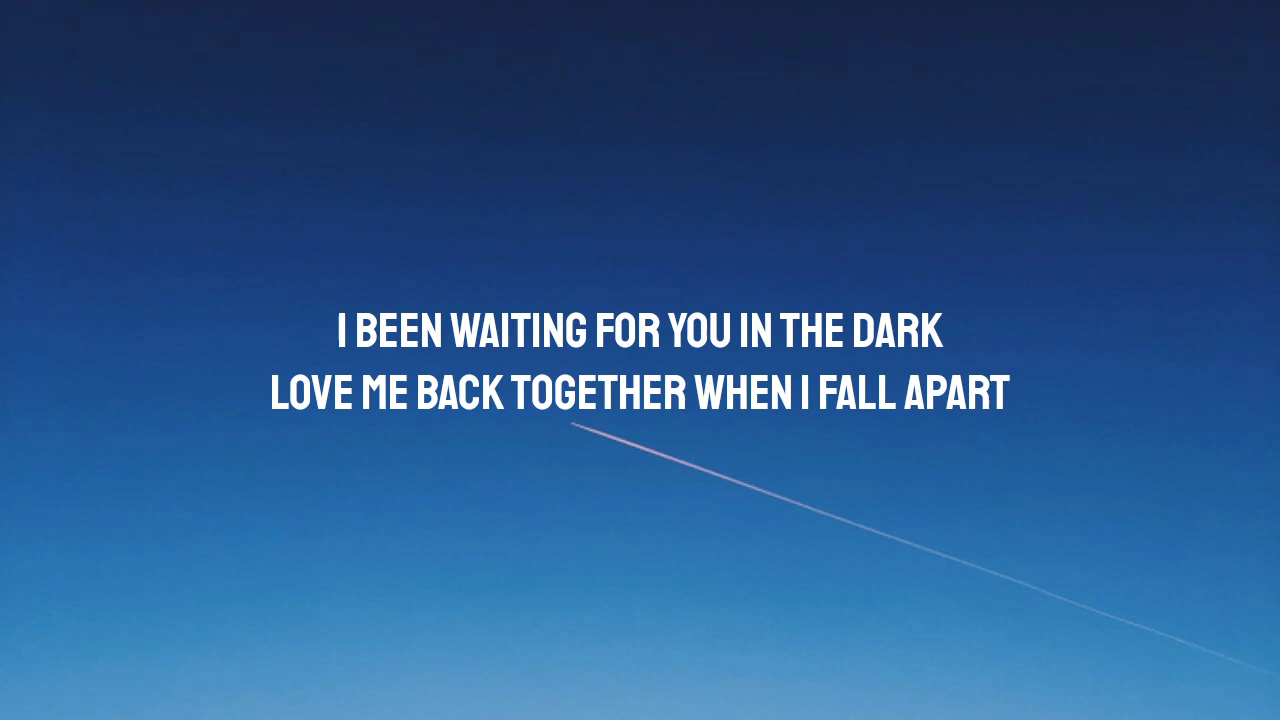 I BEEN WAITING FOR YOU IN THE DARK
LOVE ME BACK TOGETHER WHEN I FALL APART